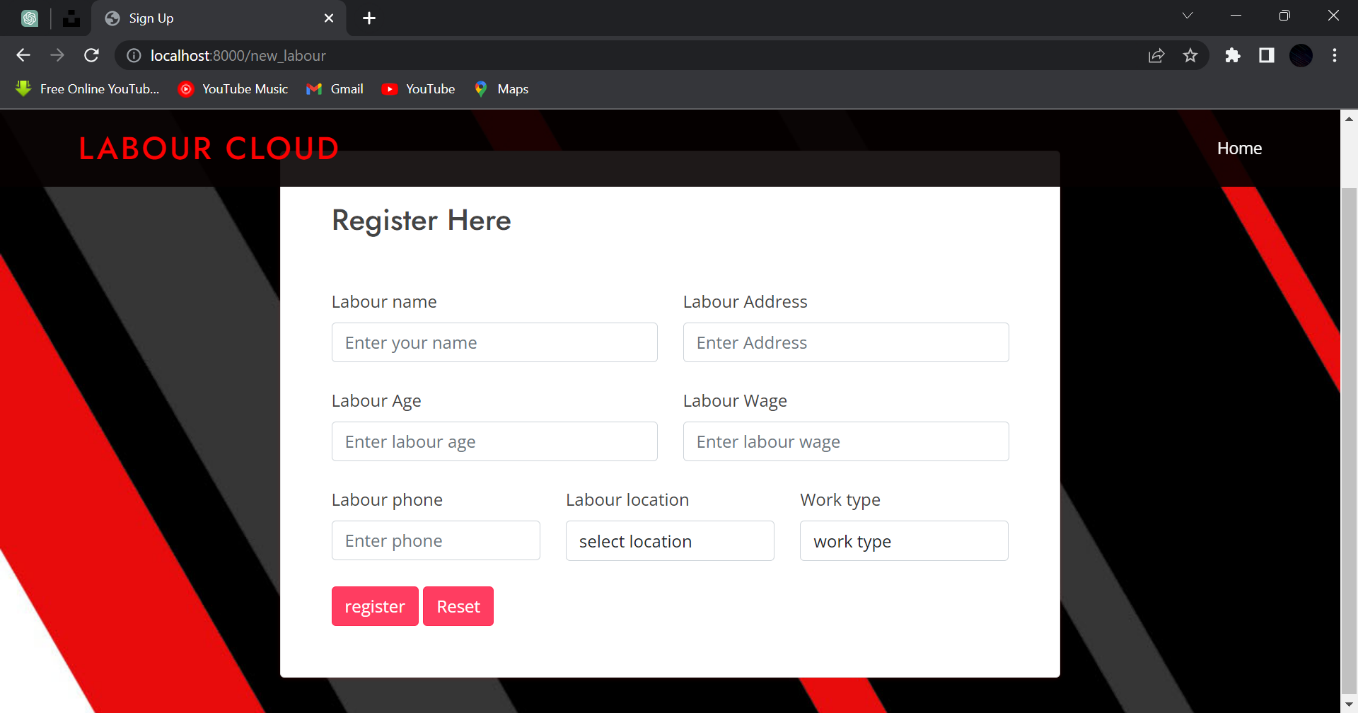 Sign Up
localhost:8000/new_labour
Free Online YouTub... YouTube Music Gmail YouTube Maps
LABOUR CLOUD Home
Register Here
Labour name Labour Address
Enter your name Enter Address
Labour Age Labour Wage
Enter labour age Enter labour wage
Labour phone Labour location Work type
Enter phone select location work type
register Reset